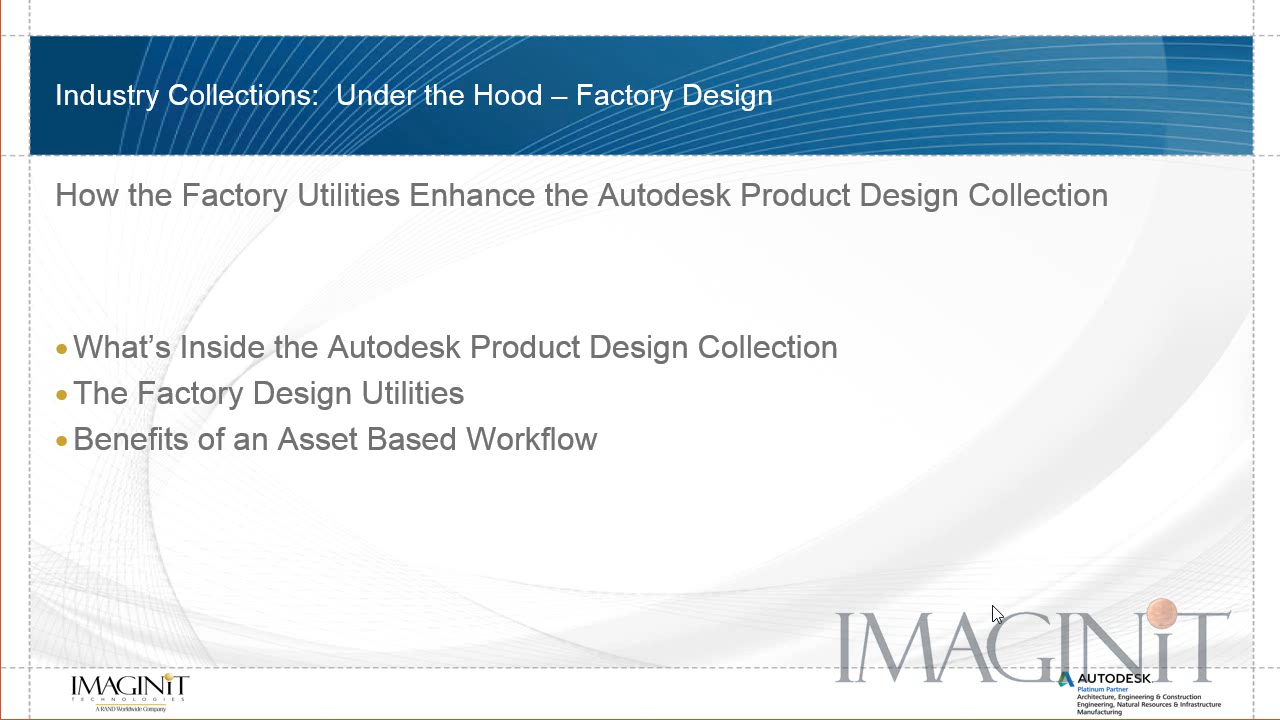 Industry Collections: Under the Hood – Factory Design
How the Factory Utilities Enhance the Autodesk Product Design Collection
• What’s Inside the Autodesk Product Design Collection
• The Factory Design Utilities
• Benefits of an Asset Based Workflow
IMAGINiT
IMAGINiT
TECHNOLOGIES
A RAND Worldwide Company
AUTODESK.
Platinum Partner
Architecture, Engineering & Construction
Engineering, Natural Resources & Infrastructure
Manufacturing